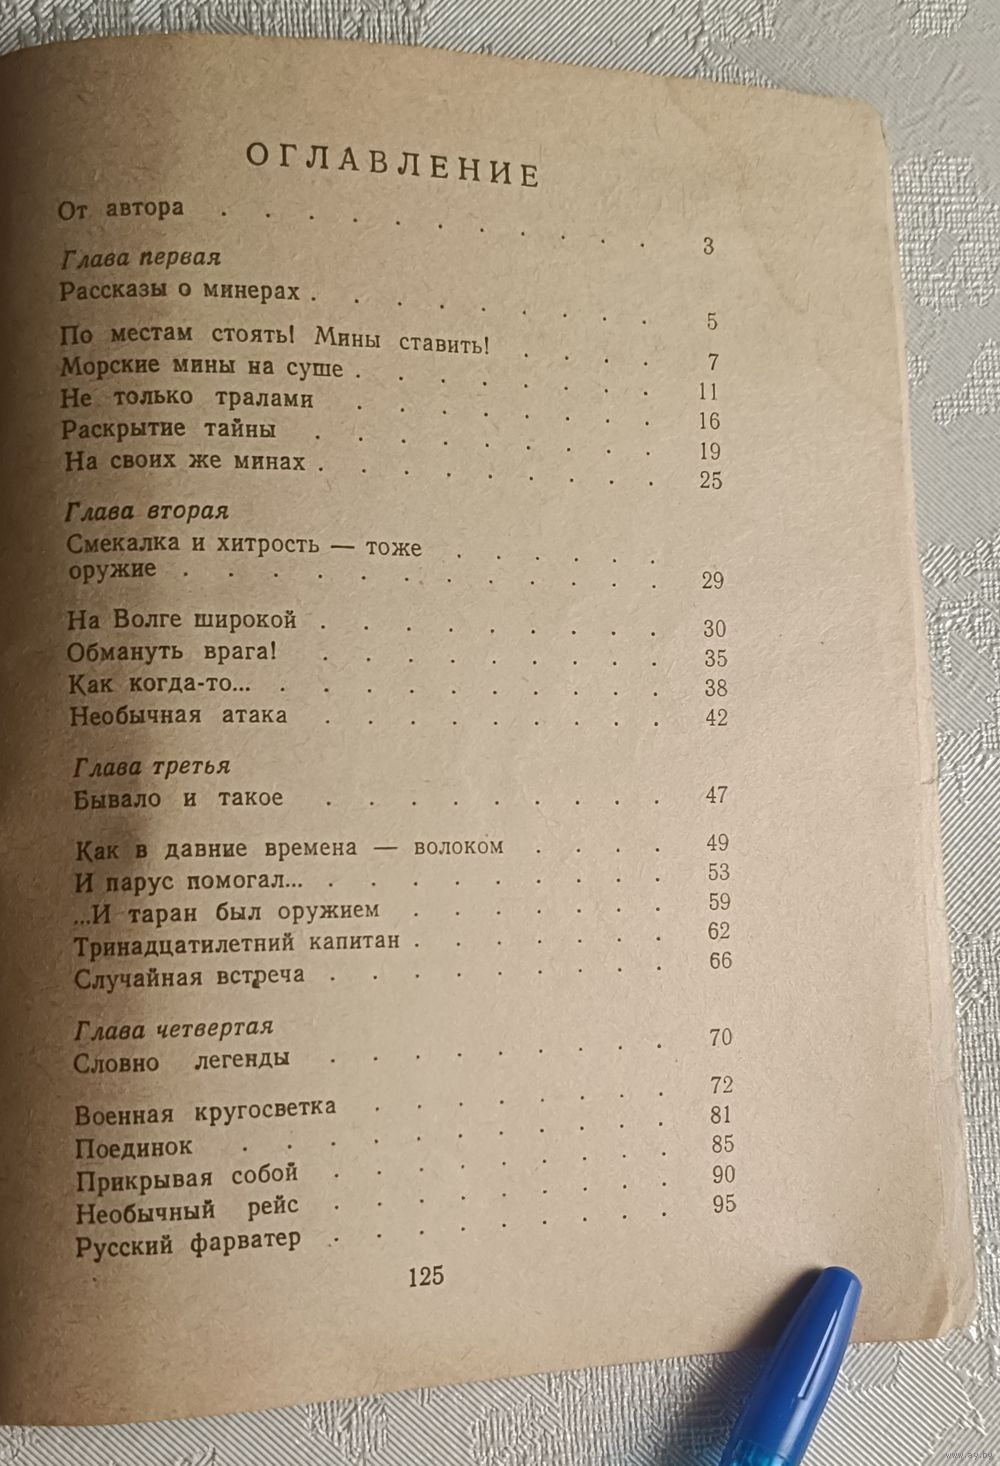 ОГЛАВЛЕНИЕ
От автора . . . . . . . . . . . 3
Глава первая
Рассказы о минерах . . . . . . . . . 5
По местам стоять! Мины ставить! . . . . 7
Морские мины на суше . . . . . . . . 11
Не только тралами . . . . . . . . 16
Раскрытие тайны . . . . . . . . . 19
На своих же минах . . . . . . . . . 25
Глава вторая
Смекалка и хитрость — тоже . . . . .
оружие . . . . . . . . . . . . 29
На Волге широкой . . . . . . . . . 30
Обмануть врага! . . . . . . . . . 35
Как когда-то... . . . . . . . . . . 38
Необычная атака . . . . . . . . . 42
Глава третья
Бывало и такое . . . . . . . . . 47
Как в давние времена — волоком . . . . 49
И парус помогал... . . . . . . . . . 53
...И таран был оружием . . . . . . . 59
Тринадцатилетний капитан . . . . . . . 62
Случайная встреча . . . . . . . . . 66
Глава четвертая
Словно легенды . . . . . . . . . 70
Военная кругосветка . . . . . . . . 72
Поединок . . . . . . . . . . . 81
Прикрывая собой . . . . . . . . . 85
Необычный рейс . . . . . . . . . 90
Русский фарватер . . . . . . . . . 95
125
www.ay.by